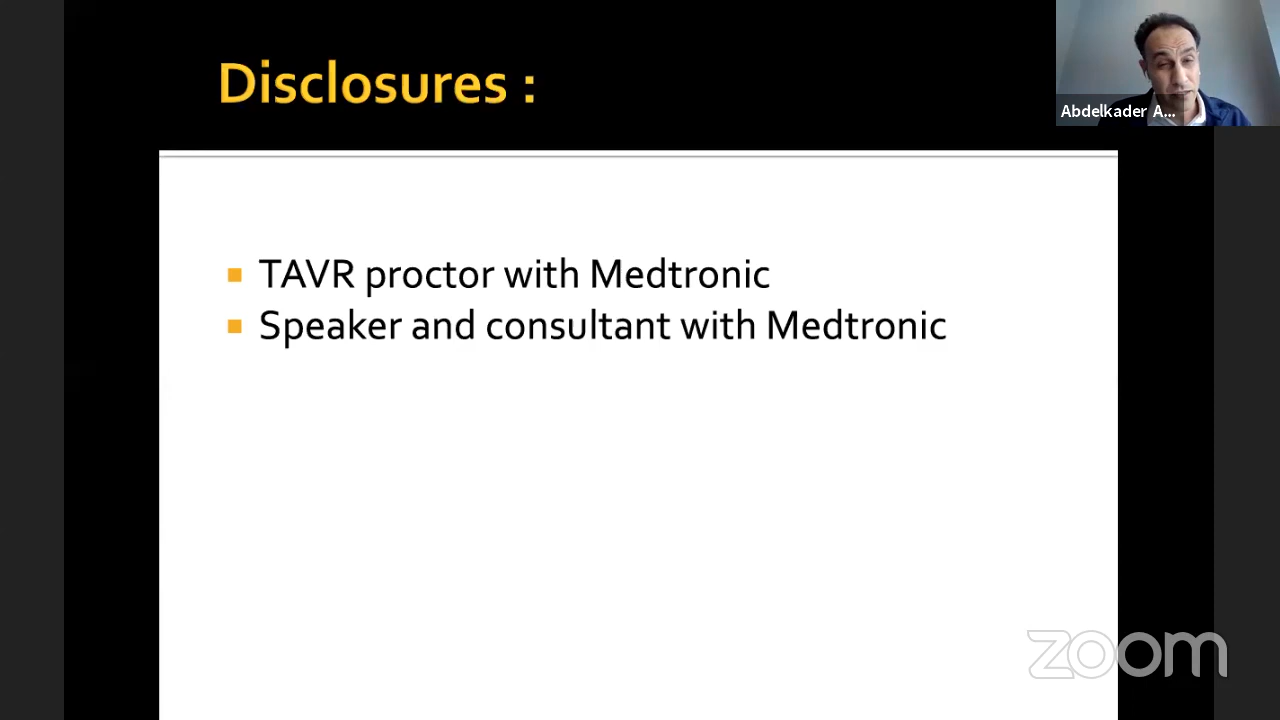 Disclosures :
Abdelkader A...
TAVR proctor with Medtronic
Speaker and consultant with Medtronic
zoom